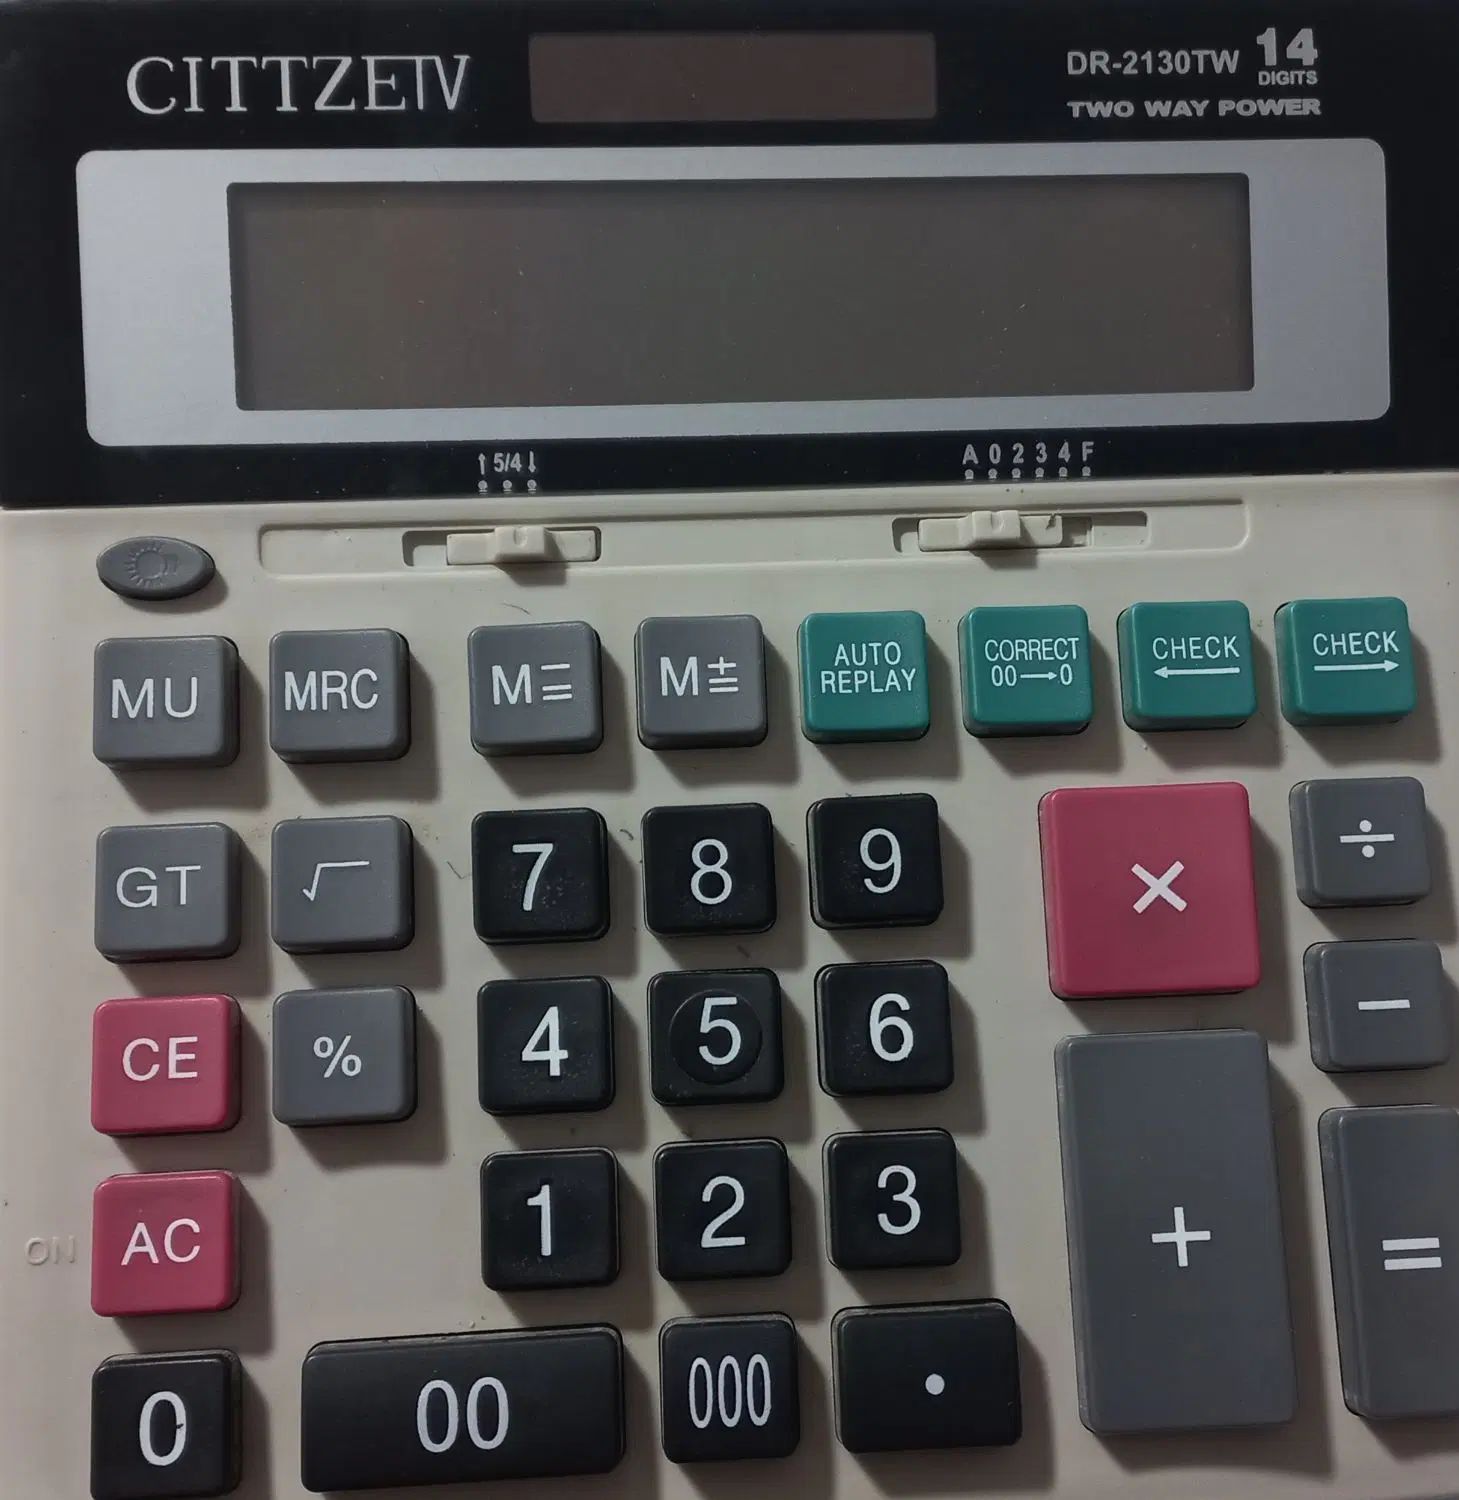 CITTZEIV
DR-2130TW 14
DIGITS
TWO WAY POWER
↑ 5/4 ↓
A 0 2 3 4 F
MU
MRC
M=
M±
AUTO
REPLAY
CORRECT
00→0
CHECK
←
CHECK
→
GT
√
7
8
9
×
÷
CE
%
4
5
6
−
ON
AC
1
2
3
+
=
0
00
000
.